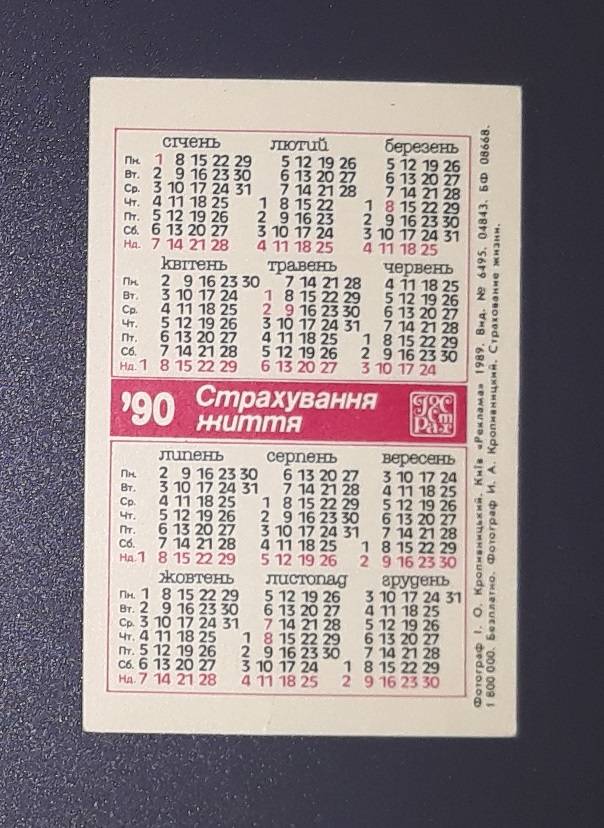 січень лютий березень
Пн. 1 8 15 22 29 5 12 19 26 5 12 19 26
Вт. 2 9 16 23 30 6 13 20 27 6 13 20 27
Ср. 3 10 17 24 31 7 14 21 28 7 14 21 28
Чт. 4 11 18 25 1 8 15 22 1 8 15 22 29
Пт. 5 12 19 26 2 9 16 23 2 9 16 23 30
Сб. 6 13 20 27 3 10 17 24 3 10 17 24 31
Нд. 7 14 21 28 4 11 18 25 4 11 18 25
квітень травень червень
Пн. 2 9 16 23 30 7 14 21 28 4 11 18 25
Вт. 3 10 17 24 1 8 15 22 29 5 12 19 26
Ср. 4 11 18 25 2 9 16 23 30 6 13 20 27
Чт. 5 12 19 26 3 10 17 24 31 7 14 21 28
Пт. 6 13 20 27 4 11 18 25 1 8 15 22 29
Сб. 7 14 21 28 5 12 19 26 2 9 16 23 30
Нд. 1 8 15 22 29 6 13 20 27 3 10 17 24
'90 Страхування
життя
Гос
ст
рах
липень серпень вересень
Пн. 2 9 16 23 30 6 13 20 27 3 10 17 24
Вт. 3 10 17 24 31 7 14 21 28 4 11 18 25
Ср. 4 11 18 25 1 8 15 22 29 5 12 19 26
Чт. 5 12 19 26 2 9 16 23 30 6 13 20 27
Пт. 6 13 20 27 3 10 17 24 31 7 14 21 28
Сб. 7 14 21 28 4 11 18 25 1 8 15 22 29
Нд. 1 8 15 22 29 5 12 19 26 2 9 16 23 30
жовтень листопад грудень
Пн. 1 8 15 22 29 5 12 19 26 3 10 17 24 31
Вт. 2 9 16 23 30 6 13 20 27 4 11 18 25
Ср. 3 10 17 24 31 7 14 21 28 5 12 19 26
Чт. 4 11 18 25 1 8 15 22 29 6 13 20 27
Пт. 5 12 19 26 2 9 16 23 30 7 14 21 28
Сб. 6 13 20 27 3 10 17 24 1 8 15 22 29
Нд. 7 14 21 28 4 11 18 25 2 9 16 23 30
Фотограф І. О. Кропивницький. Київ «Реклама» 1989. Вид. № 6495. 04843. БФ 08668.
1 800 000. Безплатно. Фотограф И. А. Кропивницкий. Страхование жизни.